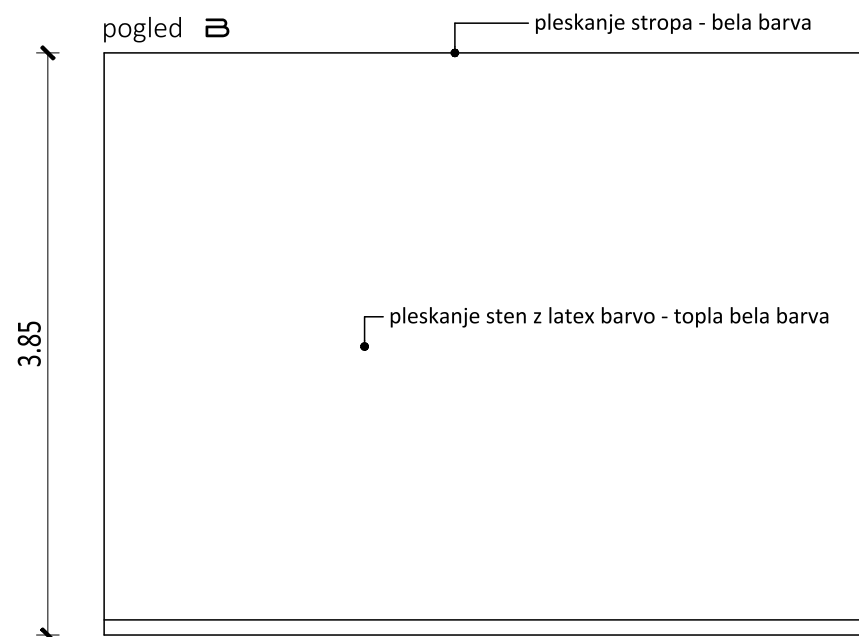 pogled B
pleskanje stropa - bela barva
pleskanje sten z latex barvo - topla bela barva
3.85